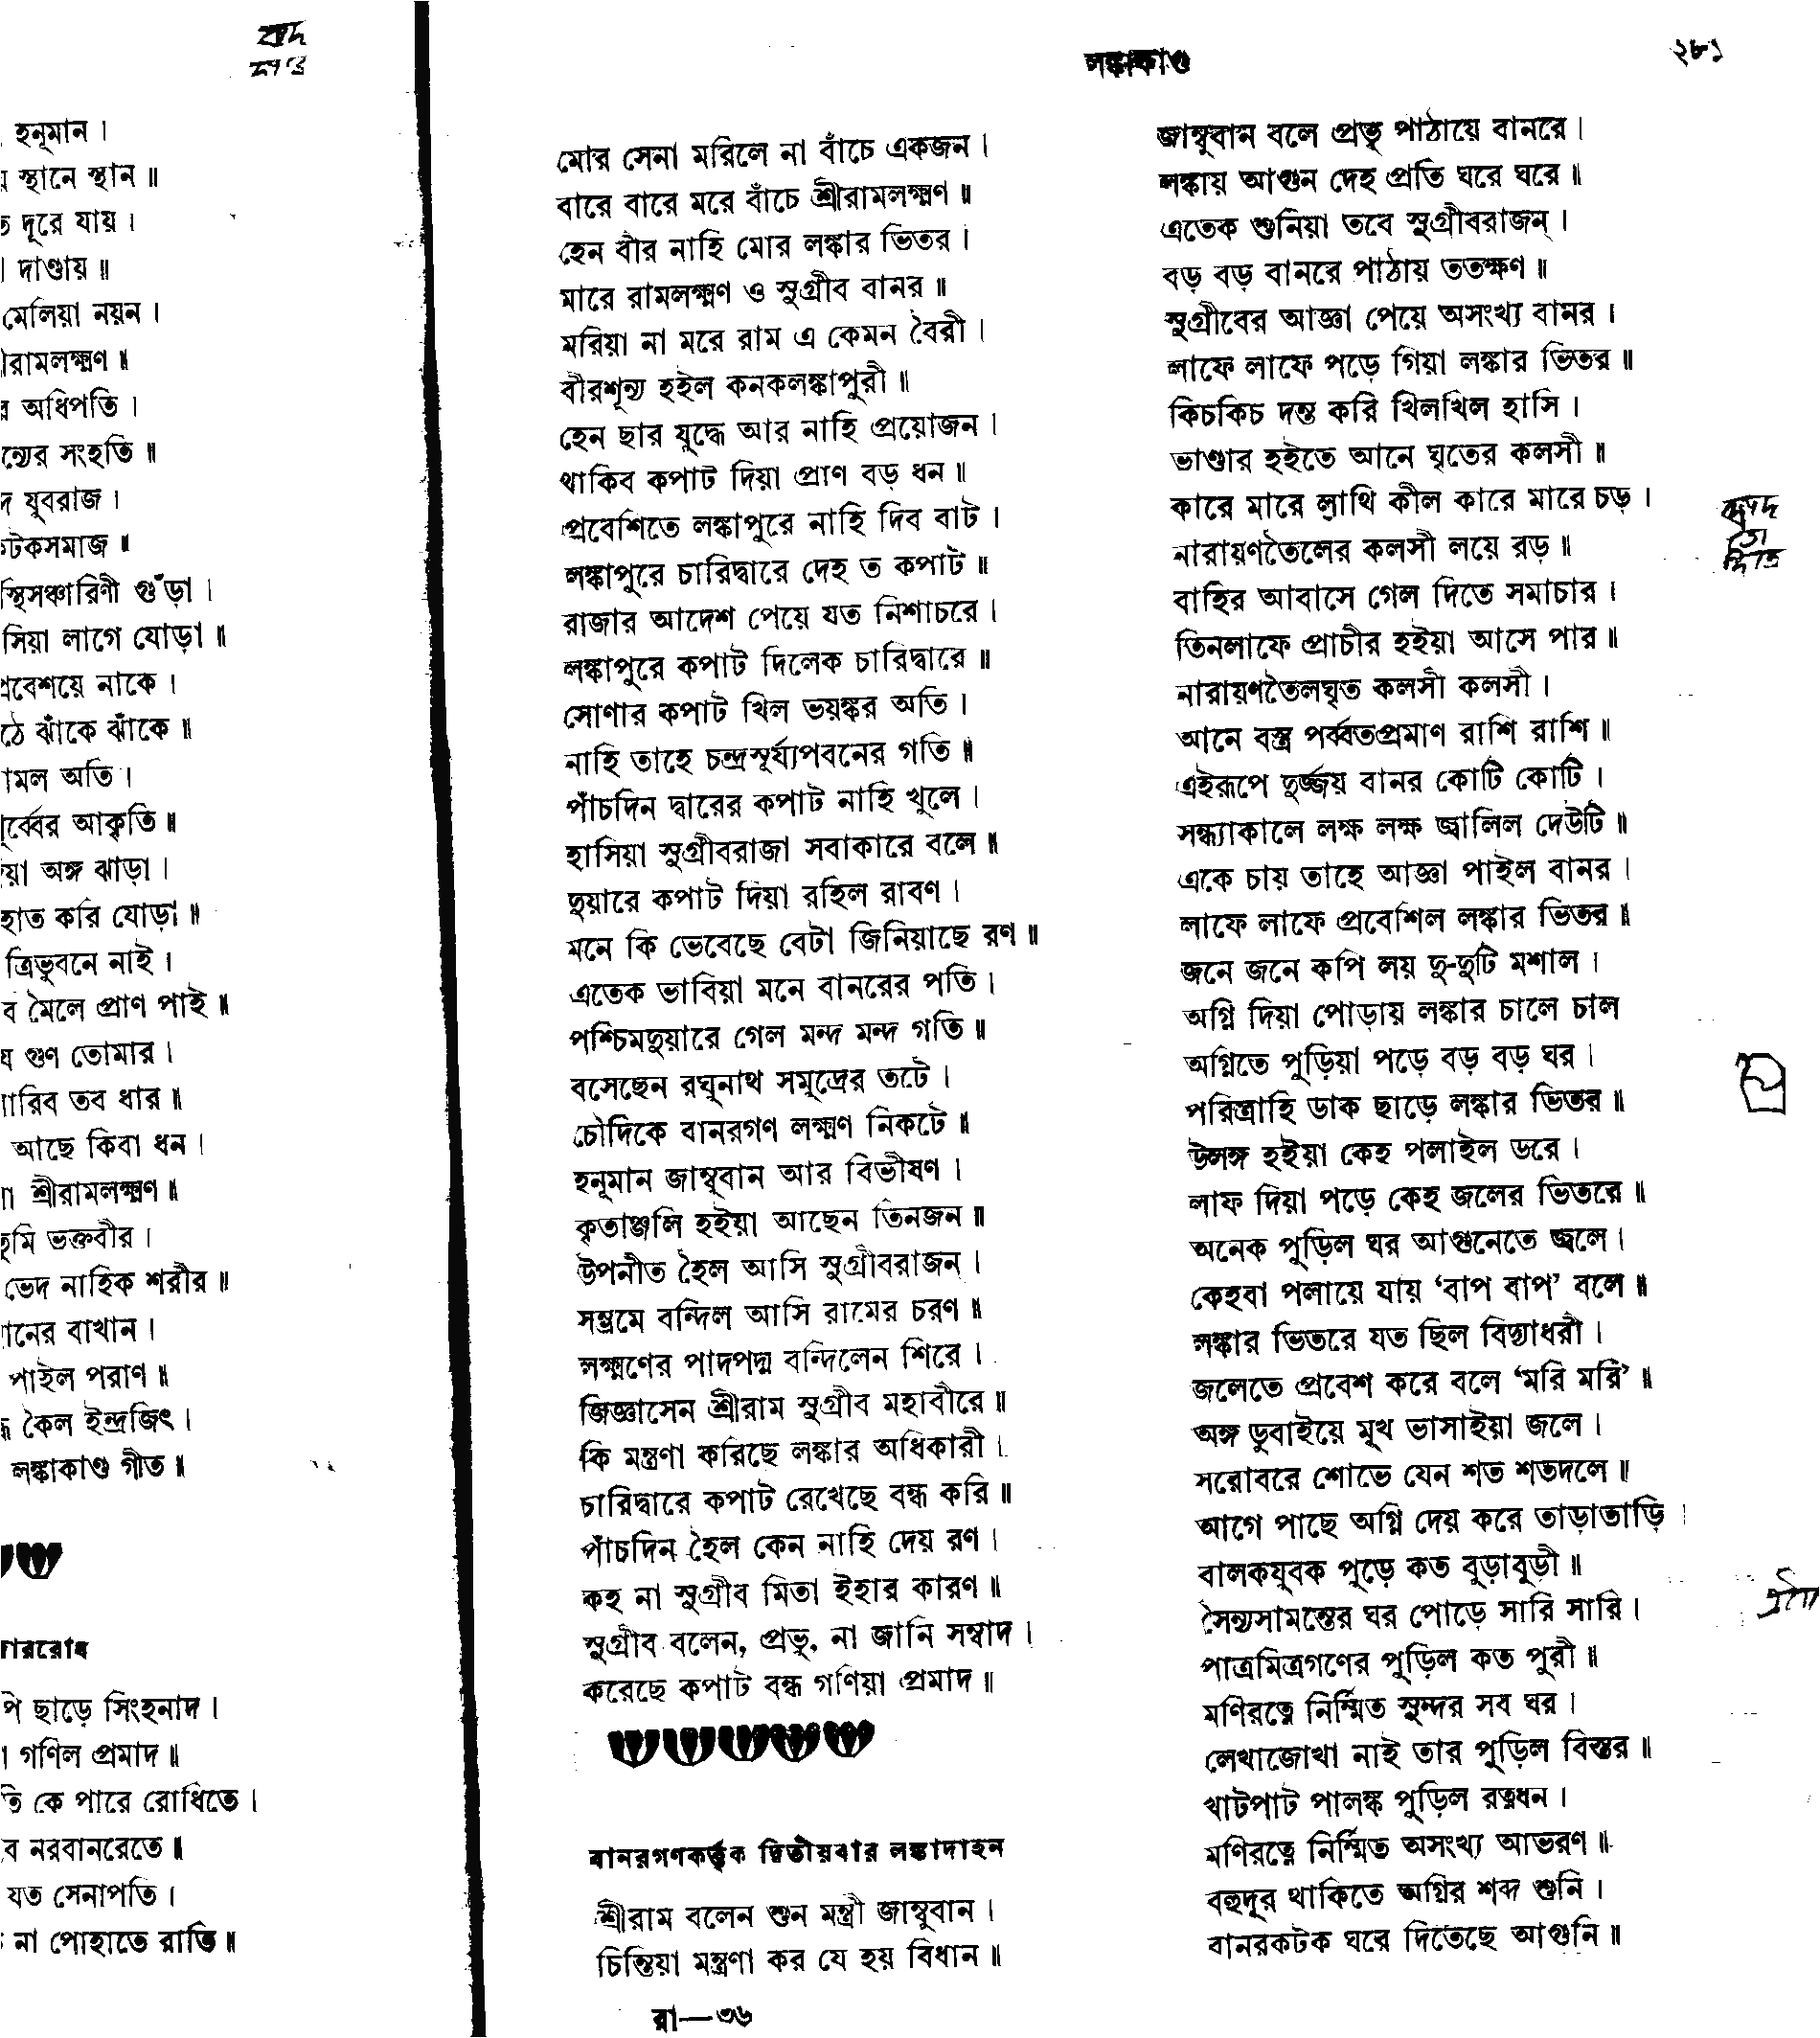 হনূমান।
স্থানে স্থান॥
দূরে যায়।
দাণ্ডায়॥
মেলিয়া নয়ন।
রামলক্ষ্মণ॥
অধিপতি।
সংহতি॥
যুবরাজ।
টকসমাজ॥
স্থিসঞ্চারিণী গুঁড়া।
সিয়া লাগে যোড়া॥
প্রবেশয়ে নাকে।
ঠে ঝাঁকে ঝাঁকে॥
অতি।
আকৃতি॥
য়া অঙ্গ ঝাড়া।
হাত করি যোড়া॥
ত্রিভুবনে নাই।
ব মৈলে প্রাণ পাই॥
গুণ তোমার।
তব ধার॥
আছে কিবা ধন।
শ্রীরামলক্ষ্মণ॥
তুমি ভক্তবীর।
ভেদ নাহিক শরীর॥
বাখান।
পাইল পরাণ॥
কৈল ইন্দ্রজিৎ।
লঙ্কাকাণ্ড গীত॥
ছাড়ে সিংহনাদ।
গণিল প্রমাদ॥
তি কে পারে রোধিতে।
ব নরবানরেতে॥
যত সেনাপতি।
না পোহাতে রাতি॥
লঙ্কাকাণ্ড
২৮১
মোর সেনা মরিলে না বাঁচে একজন।
বারে বারে মরে বাঁচে শ্রীরামলক্ষ্মণ॥
হেন বীর নাহি মোর লঙ্কার ভিতর।
মারে রামলক্ষ্মণ ও সুগ্রীব বানর॥
মরিয়া না মরে রাম এ কেমন বৈরী।
বীরশূন্য হইল কনকলঙ্কাপুরী॥
হেন ছার যুদ্ধে আর নাহি প্রয়োজন।
থাকিব কপাট দিয়া প্রাণ বড় ধন॥
প্রবেশিতে লঙ্কাপুরে নাহি দিব বাট।
লঙ্কাপুরে চারিদ্বারে দেহ ত কপাট॥
রাজার আদেশ পেয়ে যত নিশাচরে।
লঙ্কাপুরে কপাট দিলেক চারিদ্বারে॥
সোণার কপাট খিল ভয়ঙ্কর অতি।
নাহি তাহে চন্দ্রসূর্য্যপবনের গতি॥
পাঁচদিন দ্বারের কপাট নাহি খুলে।
হাসিয়া সুগ্রীবরাজা সবাকারে বলে॥
দুয়ারে কপাট দিয়া রহিল রাবণ।
মনে কি ভেবেছে বেটা জিনিয়াছে রণ॥
এতেক ভাবিয়া মনে বানরের পতি।
পশ্চিমদুয়ারে গেল মন্দ মন্দ গতি॥
বসেছেন রঘুনাথ সমুদ্রের তটে।
চৌদিকে বানরগণ লক্ষ্মণ নিকটে॥
হনূমান জাম্বুবান আর বিভীষণ।
কৃতাঞ্জলি হইয়া আছেন তিনজন॥
উপনীত হৈল আসি সুগ্রীবরাজন।
সম্ভ্রমে বন্দিল আসি রামের চরণ॥
লক্ষ্মণের পাদপদ্ম বন্দিলেন শিরে।
জিজ্ঞাসেন শ্রীরাম সুগ্রীব মহাবীরে॥
কি মন্ত্রণা করিছে লঙ্কার অধিকারী।
চারিদ্বারে কপাট রেখেছে বন্ধ করি॥
পাঁচদিন হৈল কেন নাহি দেয় রণ।
কহ না সুগ্রীব মিতা ইহার কারণ॥
সুগ্রীব বলেন, প্রভু, না জানি সম্বাদ।
করেছে কপাট বন্ধ গণিয়া প্রমাদ॥
বানরগণকর্ত্তৃক দ্বিতীয়বার লঙ্কাদাহন
শ্রীরাম বলেন শুন মন্ত্রী জাম্বুবান।
চিন্তিয়া মন্ত্রণা কর যে হয় বিধান॥
রা—৩৬
জাম্বুবান বলে প্রভু পাঠায়ে বানরে।
লঙ্কায় আগুন দেহ প্রতি ঘরে ঘরে॥
এতেক শুনিয়া তবে সুগ্রীবরাজন্।
বড় বড় বানরে পাঠায় ততক্ষণ॥
সুগ্রীবের আজ্ঞা পেয়ে অসংখ্য বানর।
লাফে লাফে পড়ে গিয়া লঙ্কার ভিতর॥
কিচকিচ দন্ত করি খিলখিল হাসি।
ভাণ্ডার হইতে আনে ঘৃতের কলসী॥
কারে মারে লাথি কীল কারে মারে চড়।
নারায়ণতৈলের কলসী লয়ে রড়॥
বাহির আবাসে গেল দিতে সমাচার।
তিনলাফে প্রাচীর হইয়া আসে পার॥
নারায়ণতৈলঘৃত কলসী কলসী।
আনে বস্ত্র পর্ব্বতপ্রমাণ রাশি রাশি॥
এইরূপে দুর্জ্জয় বানর কোটি কোটি।
সন্ধ্যাকালে লক্ষ লক্ষ জ্বালিল দেউটি॥
একে চায় তাহে আজ্ঞা পাইল বানর।
লাফে লাফে প্রবেশিল লঙ্কার ভিতর॥
জনে জনে কপি লয় দু-দুটি মশাল।
অগ্নি দিয়া পোড়ায় লঙ্কার চালে চাল
অগ্নিতে পুড়িয়া পড়ে বড় বড় ঘর।
পরিত্রাহি ডাক ছাড়ে লঙ্কার ভিতর॥
উলঙ্গ হইয়া কেহ পলাইল ডরে।
লাফ দিয়া পড়ে কেহ জলের ভিতরে॥
অনেক পুড়িল ঘর আগুনেতে জ্বলে।
কেহবা পলায়ে যায় ‘বাপ বাপ’ বলে॥
লঙ্কার ভিতরে যত ছিল বিদ্যাধরী।
জলেতে প্রবেশ করে বলে ‘মরি মরি’॥
অঙ্গ ডুবাইয়ে মুখ ভাসাইয়া জলে।
সরোবরে শোভে যেন শত শতদলে॥
আগে পাছে অগ্নি দেয় করে তাড়াতাড়ি।
বালকযুবক পুড়ে কত বুড়াবুড়ী॥
সৈন্যসামন্তের ঘর পোড়ে সারি সারি।
পাত্রমিত্রগণের পুড়িল কত পুরী॥
মণিরত্নে নির্ম্মিত সুন্দর সব ঘর।
লেখাজোখা নাই তার পুড়িল বিস্তর॥
খাটপাট পালঙ্ক পুড়িল রত্নধন।
মণিরত্নে নির্ম্মিত অসংখ্য আভরণ॥
বহুদূর থাকিতে অগ্নির শব্দ শুনি।
বানরকটক ঘরে দিতেছে আগুনি॥